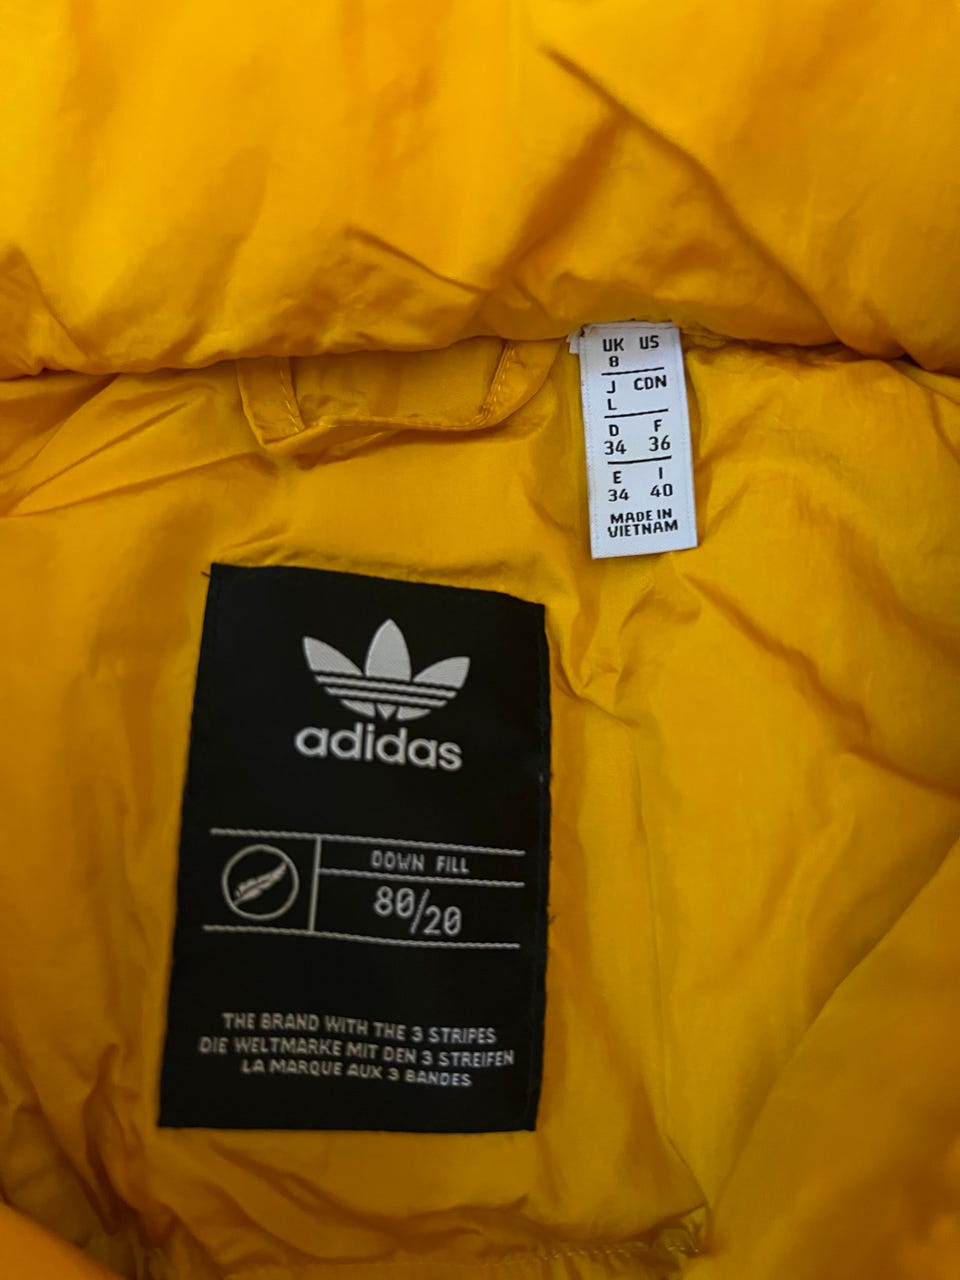 UK US
8
J CDN
L
D F
34 36
E I
34 40
MADE IN
VIETNAM
adidas
DOWN FILL
80/20
THE BRAND WITH THE 3 STRIPES
DIE WELTMARKE MIT DEN 3 STREIFEN
LA MARQUE AUX 3 BANDES